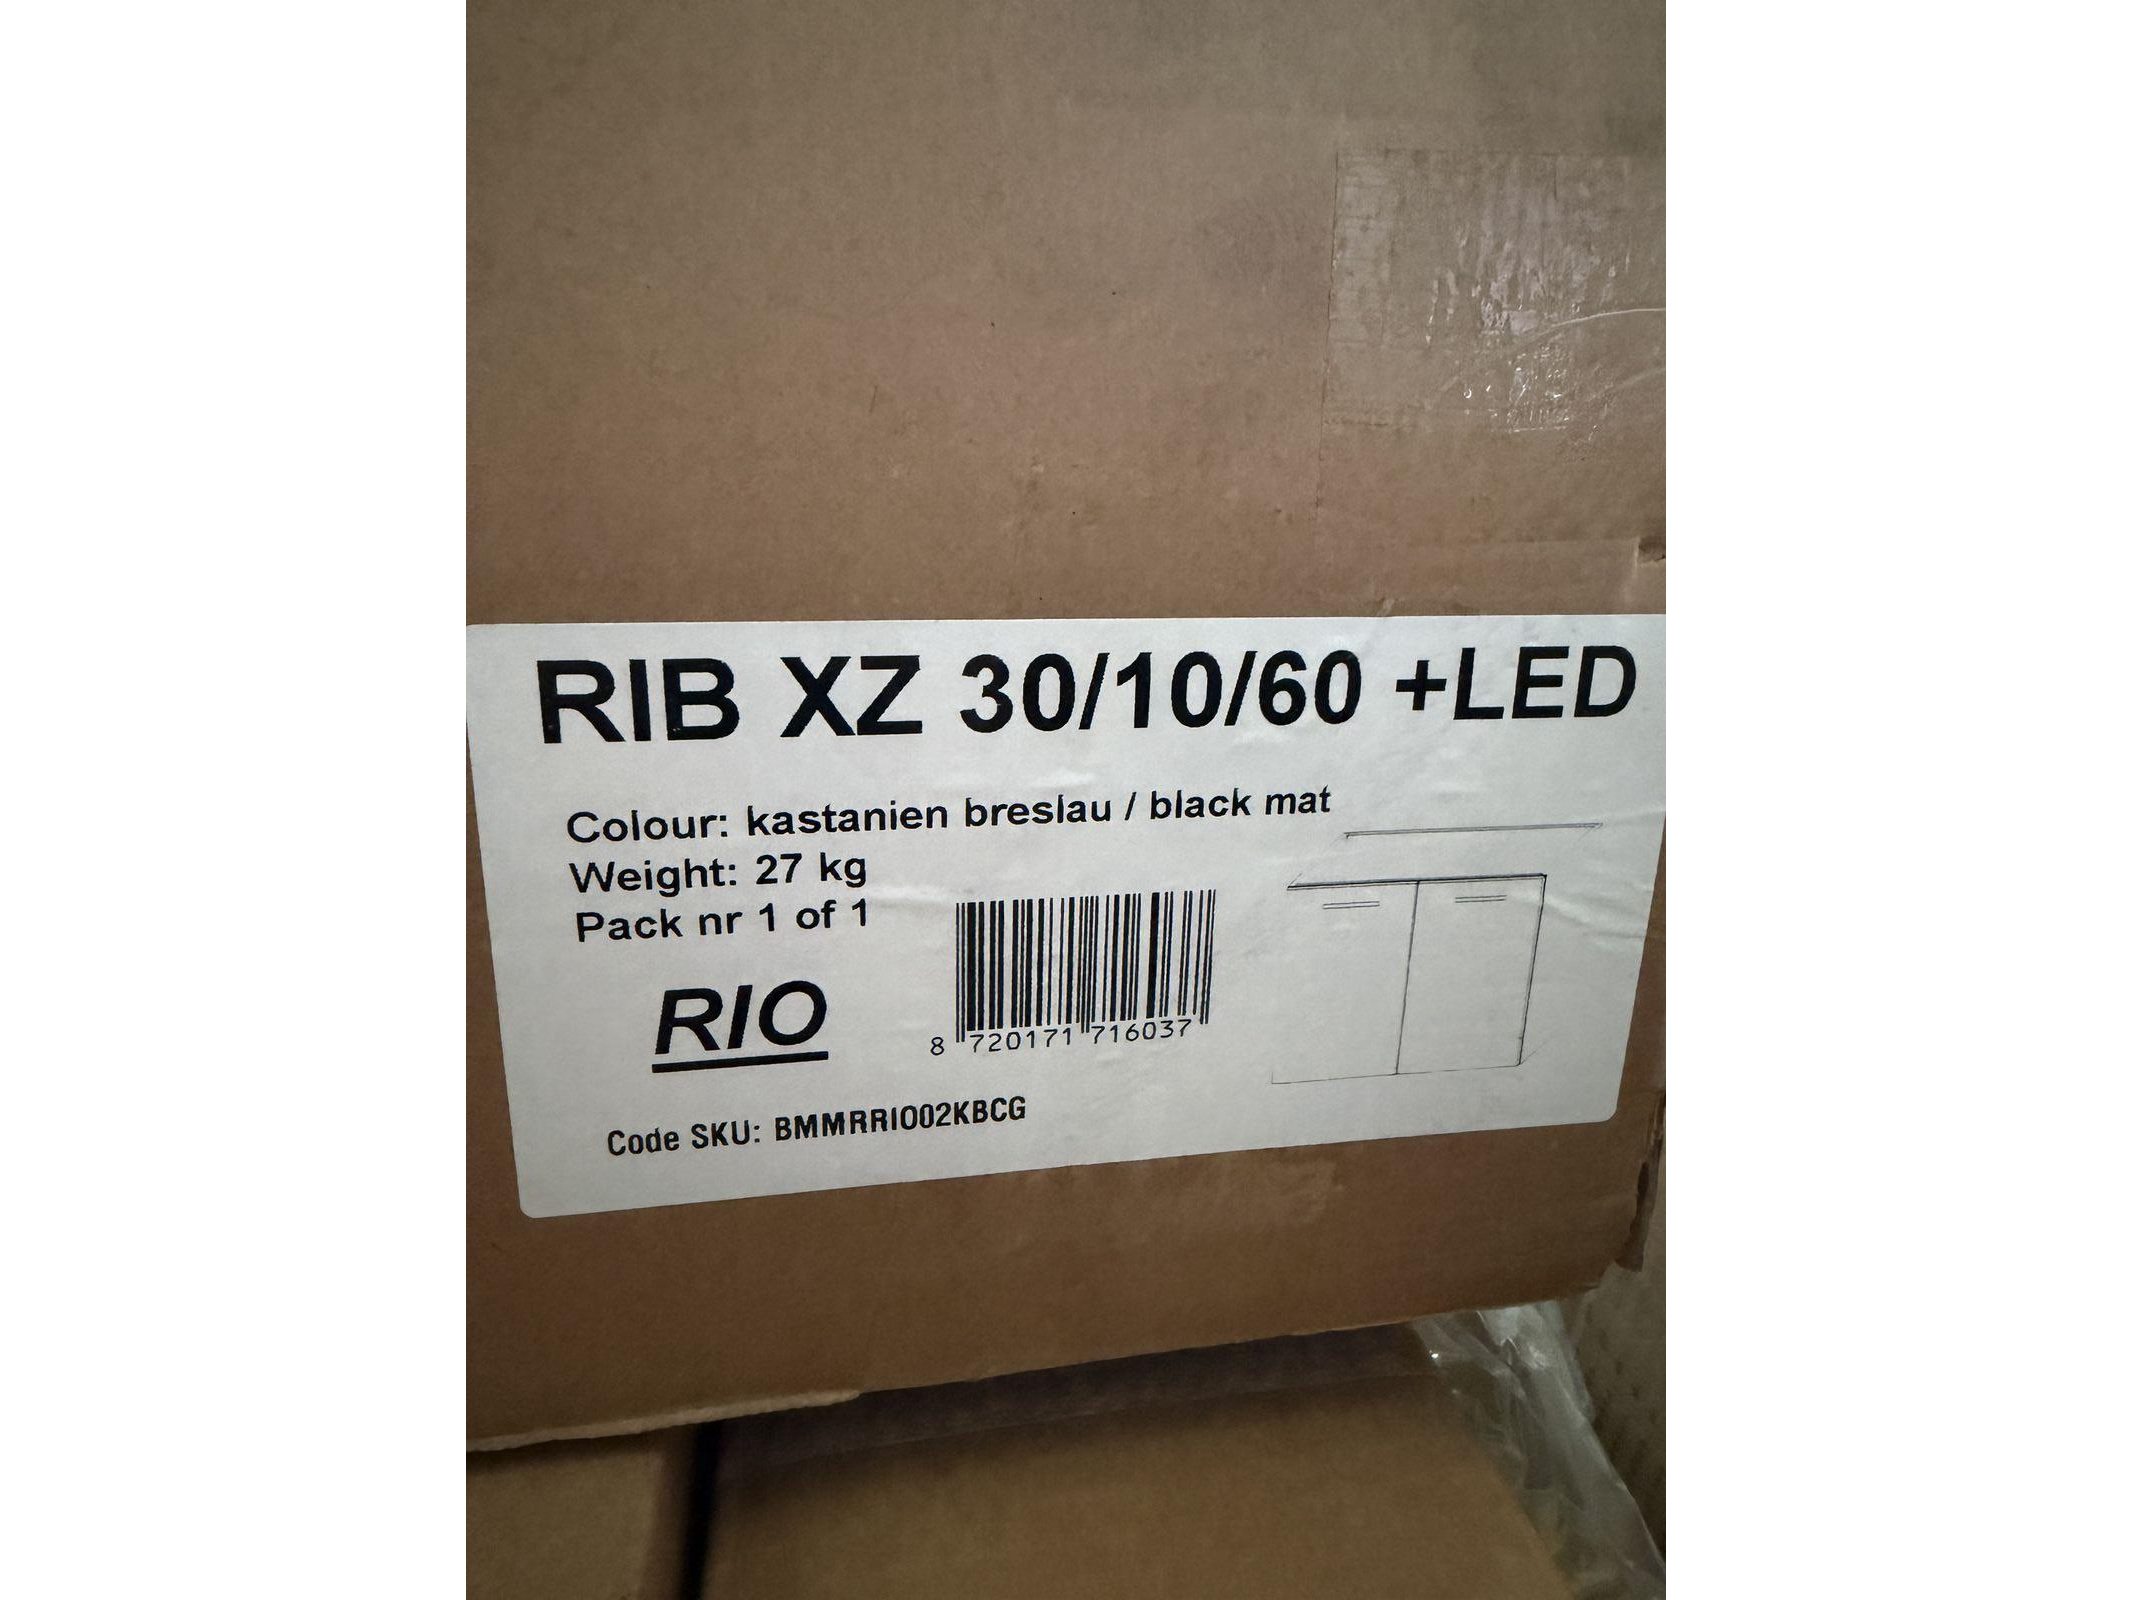 RIB XZ 30/10/60 +LED
Colour: kastanien breslau / black mat
Weight: 27 kg
Pack nr 1 of 1
RIO
8 720171 716037
Code SKU: BMMRRIO02KBCG